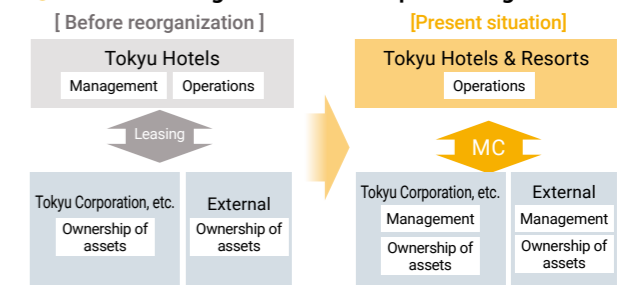 [ Before reorganization ]
Tokyu Hotels
Management
Operations
Leasing
Tokyu Corporation, etc.
Ownership of
assets
External
Ownership of
assets
[Present situation]
Tokyu Hotels & Resorts
Operations
MC
Tokyu Corporation, etc.
Management
Ownership of
assets
External
Management
Ownership of
assets